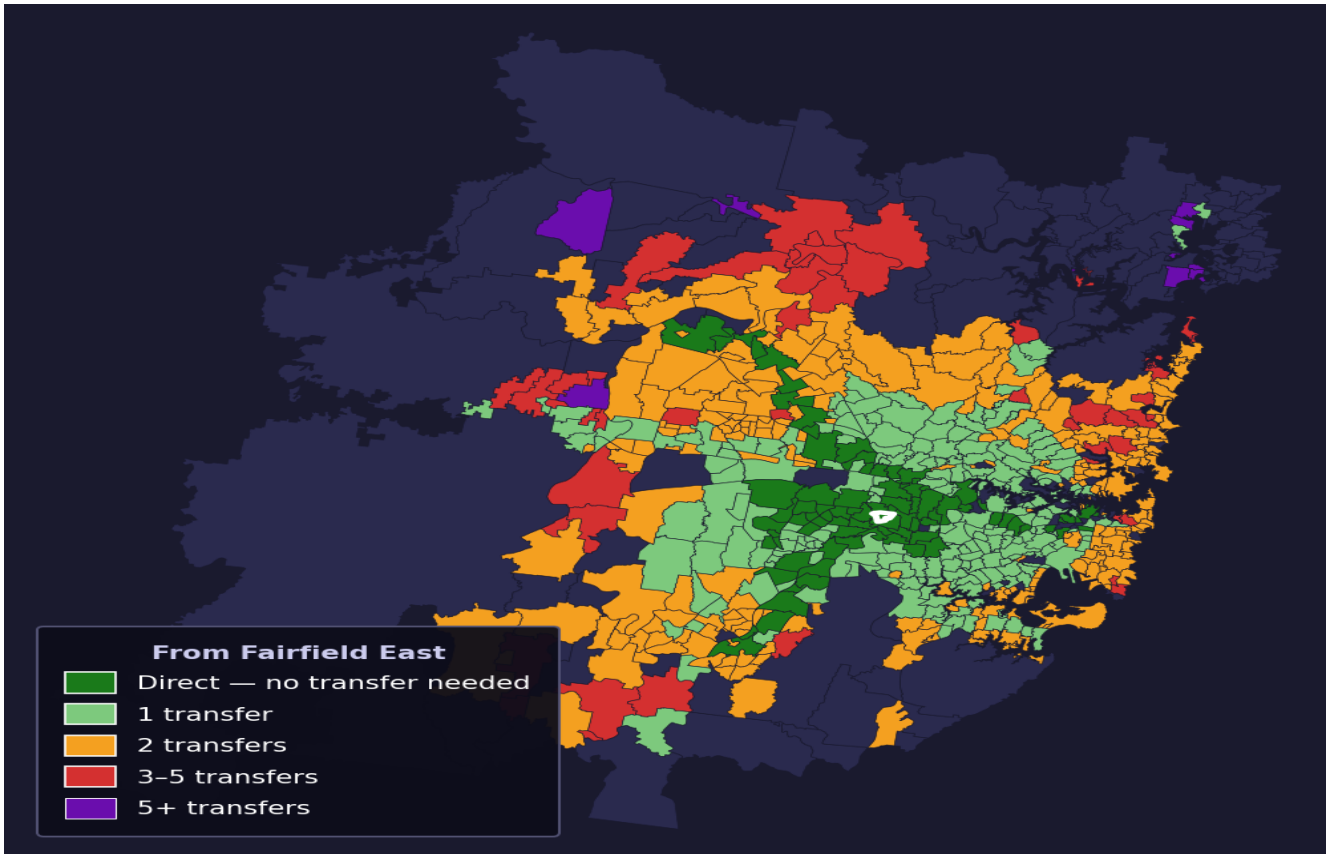 From Fairfield East
Direct — no transfer needed
1 transfer
2 transfers
3–5 transfers
5+ transfers